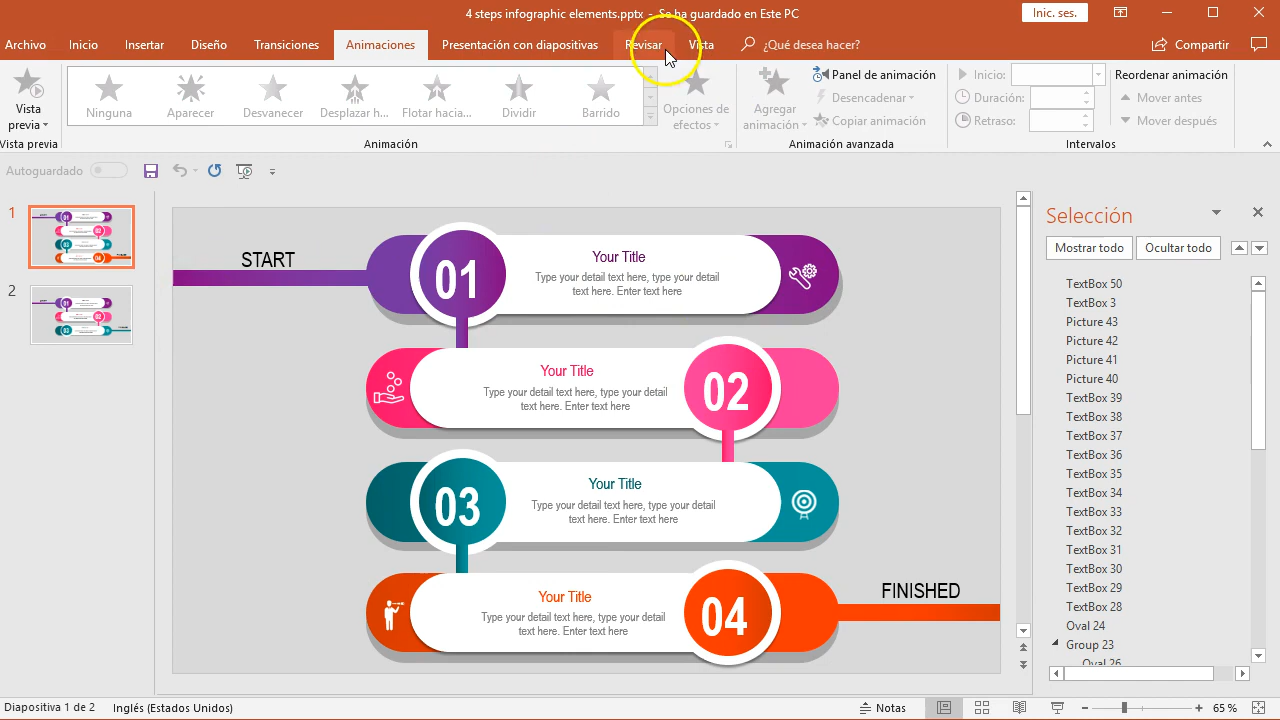 4 steps infographic elements.pptx - Se ha guardado en Este PC
Inic. ses.
Archivo Inicio Insertar Diseño Transiciones Animaciones Presentación con diapositivas Revisar Vista ¿Qué desea hacer? Compartir
Vista previa
Ninguna Aparecer Desvanecer Desplazar h... Flotar hacia... Dividir Barrido
Opciones de efectos
Agregar animación
Panel de animación
Desencadenar
Copiar animación
Inicio:
Duración:
Retraso:
Reordenar animación
Mover antes
Mover después
Vista previa Animación Animación avanzada Intervalos
Autoguardado
1
2
START
01
Your Title
Type your detail text here, type your detail
text here. Enter text here
Your Title
Type your detail text here, type your detail
text here. Enter text here
02
03
Your Title
Type your detail text here, type your detail
text here. Enter text here
Your Title
Type your detail text here, type your detail
text here. Enter text here
04
FINISHED
Selección
Mostrar todo Ocultar todo
TextBox 50
TextBox 3
Picture 43
Picture 42
Picture 41
Picture 40
TextBox 39
TextBox 38
TextBox 37
TextBox 36
TextBox 35
TextBox 34
TextBox 33
TextBox 32
TextBox 31
TextBox 30
TextBox 29
TextBox 28
Oval 24
Group 23
Oval 26
Diapositiva 1 de 2 Inglés (Estados Unidos) Notas 65 %